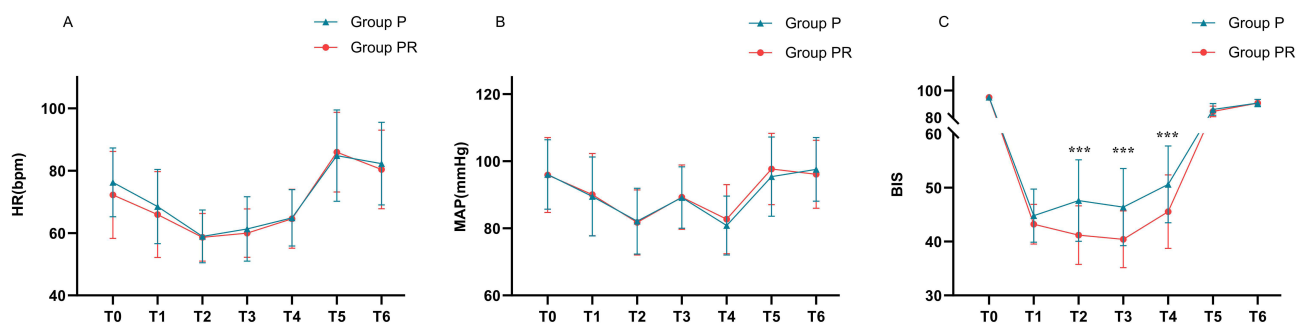 A
Group P
Group PR
HR(bpm)
100
80
60
40
T0 T1 T2 T3 T4 T5 T6
B
Group P
Group PR
MAP(mmHg)
120
100
80
60
T0 T1 T2 T3 T4 T5 T6
C
Group P
Group PR
BIS
100
80
60
50
40
30
*** *** ***
T0 T1 T2 T3 T4 T5 T6